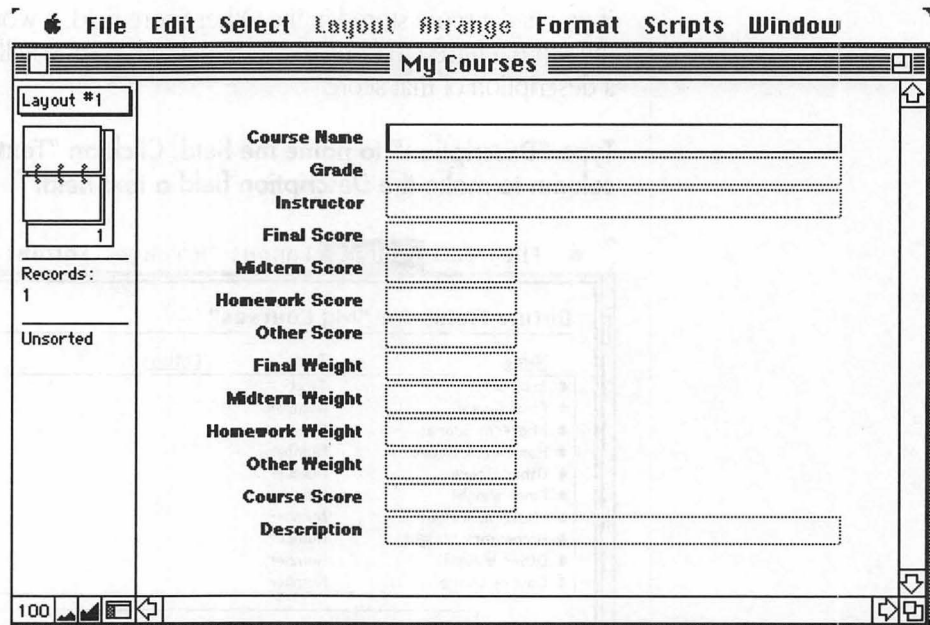 File Edit Select Layout Arrange Format Scripts Window
My Courses
Layout #1
1
Records:
1
Unsorted
Course Name
Grade
Instructor
Final Score
Midterm Score
Homework Score
Other Score
Final Weight
Midterm Weight
Homework Weight
Other Weight
Course Score
Description
100